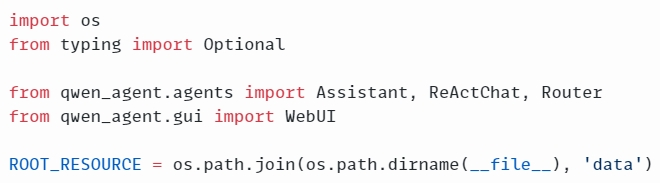 import os
from typing import Optional
from qwen_agent.agents import Assistant, ReActChat, Router
from qwen_agent.gui import WebUI
ROOT_RESOURCE = os.path.join(os.path.dirname(__file__), 'data')